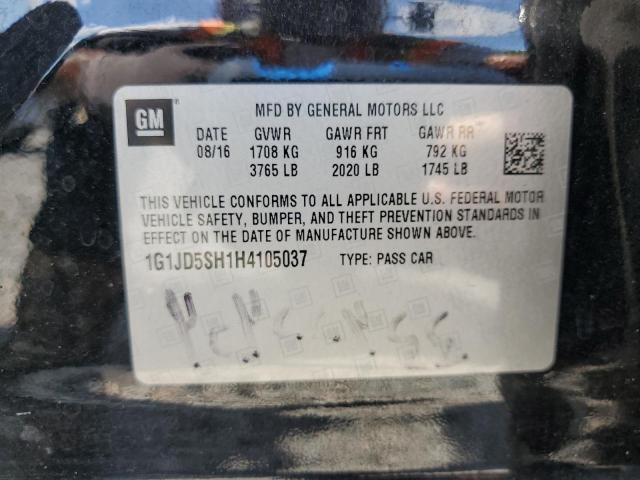 GM
MFD BY GENERAL MOTORS LLC
DATE GVWR GAWR FRT GAWR RR
08/16 1708 KG 916 KG 792 KG
3765 LB 2020 LB 1745 LB
THIS VEHICLE CONFORMS TO ALL APPLICABLE U.S. FEDERAL MOTOR
VEHICLE SAFETY, BUMPER, AND THEFT PREVENTION STANDARDS IN
EFFECT ON THE DATE OF MANUFACTURE SHOWN ABOVE.
1G1JD5SH1H4105037 TYPE: PASS CAR